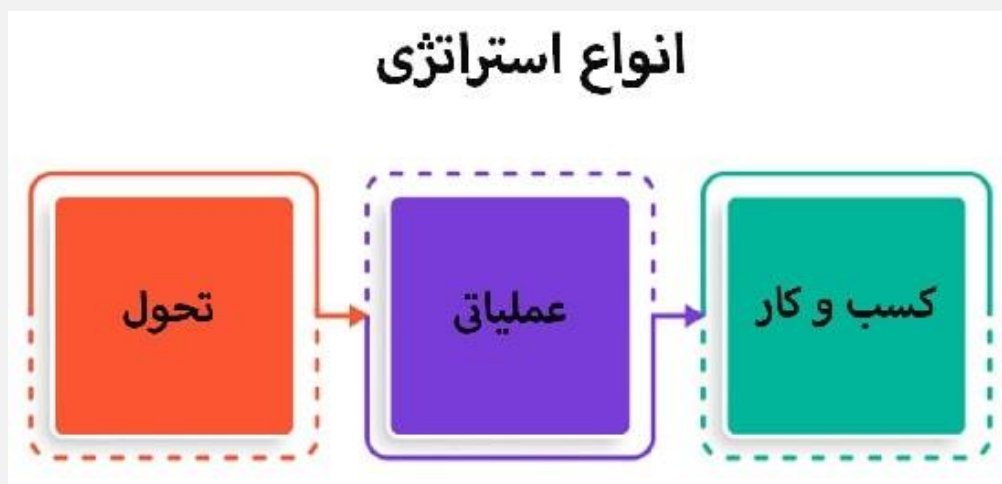 انواع استراتژی
کسب و کار
عملیاتی
تحول